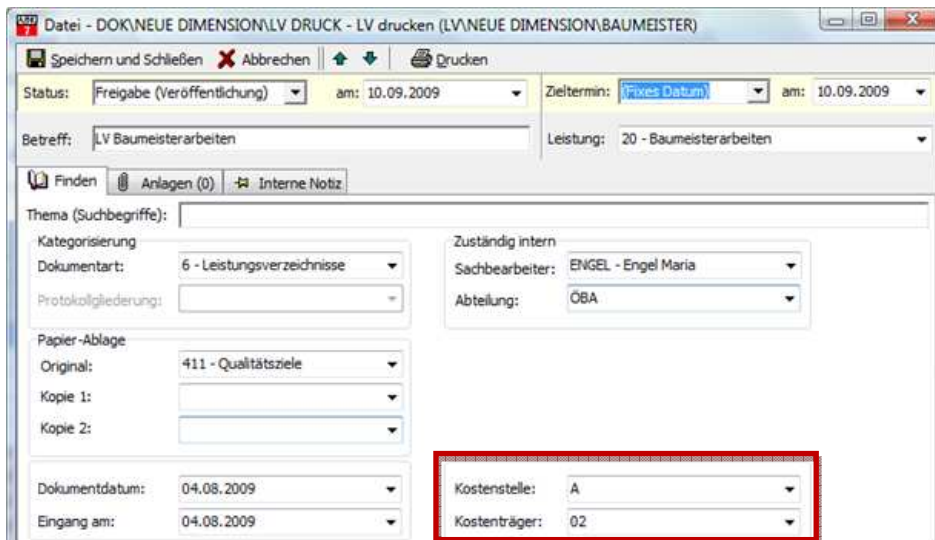 Datei - DOK\NEUE DIMENSION\LV DRUCK - LV drucken (LV\NEUE DIMENSION\BAUMEISTER)
Speichern und Schließen Abbrechen Drucken
Status: Freigabe (Veröffentlichung) am: 10.09.2009 Zieltermin: (Fixes Datum) am: 10.09.2009
Betreff: LV Baumeisterarbeiten Leistung: 20 - Baumeisterarbeiten
Finden Anlagen (0) Interne Notiz
Thema (Suchbegriffe):
Kategorisierung Zuständig intern
Dokumentart: 6 - Leistungsverzeichnisse Sachbearbeiter: ENGEL - Engel Maria
Protokollgliederung: Abteilung: ÖBA
Papier-Ablage
Original: 411 - Qualitätsziele
Kopie 1:
Kopie 2:
Dokumentdatum: 04.08.2009 Kostenstelle: A
Eingang am: 04.08.2009 Kostenträger: 02